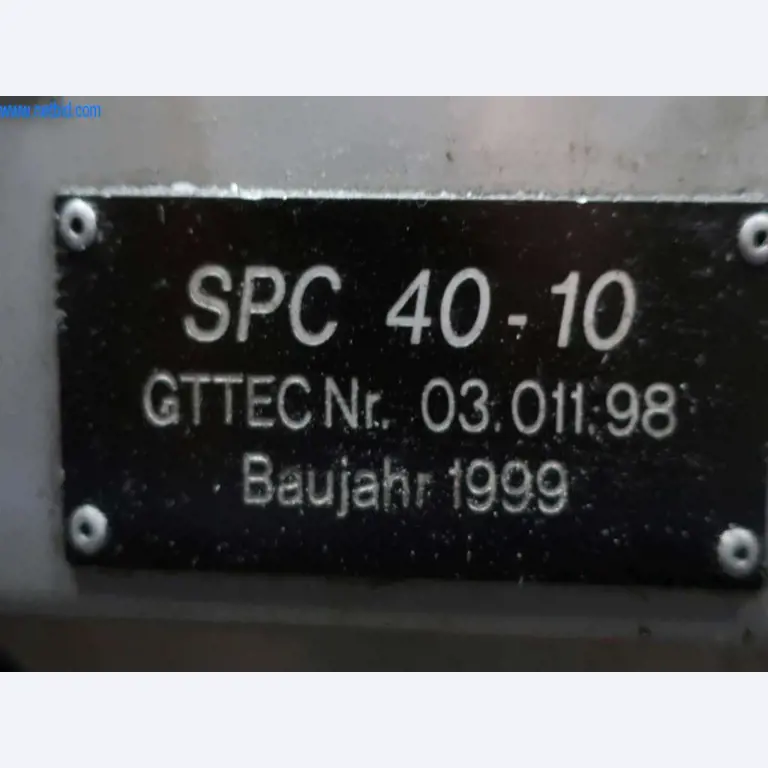 SPC 40-10
GTTEC Nr. 03.011.98
Baujahr 1999